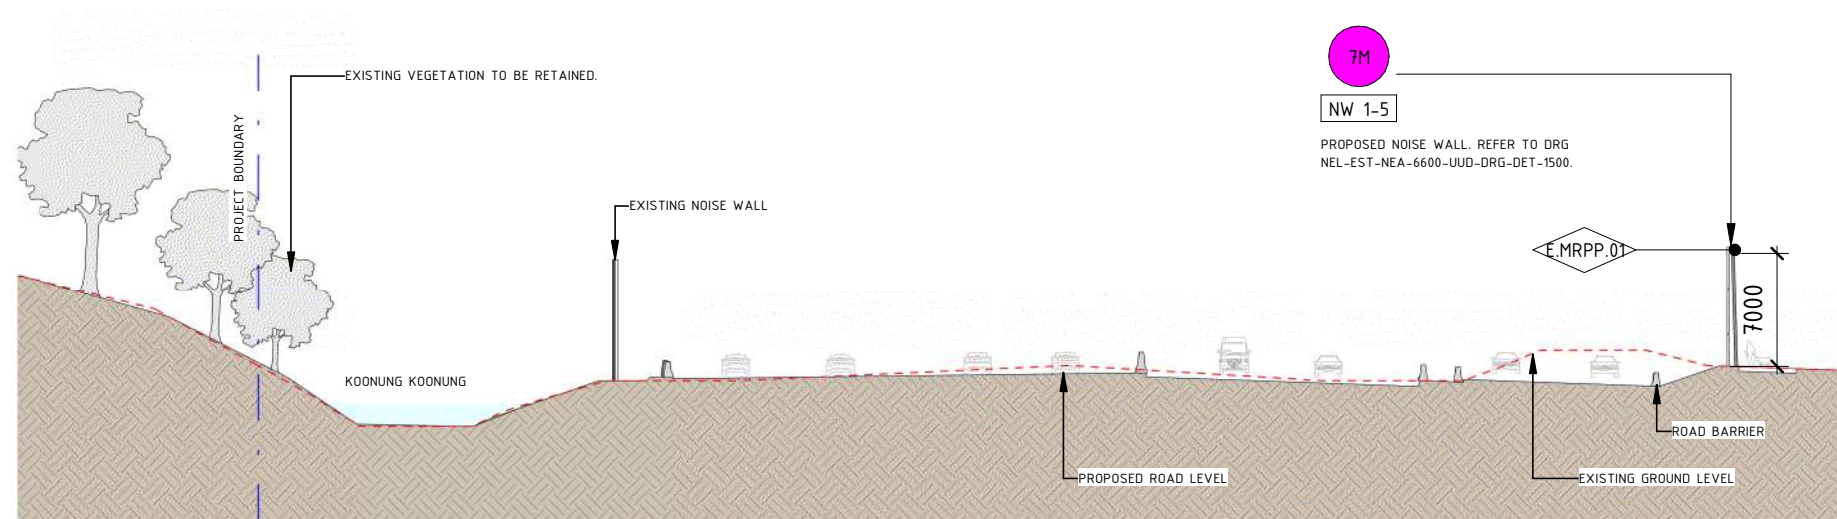 7M
NW 1-5
PROPOSED NOISE WALL. REFER TO DRG
NEL-EST-NEA-6600-UUD-DRG-DET-1500.
EXISTING VEGETATION TO BE RETAINED.
PROJECT BOUNDARY
EXISTING NOISE WALL
E.MRPP.01
7000
KOONUNG KOONUNG
ROAD BARRIER
PROPOSED ROAD LEVEL
EXISTING GROUND LEVEL